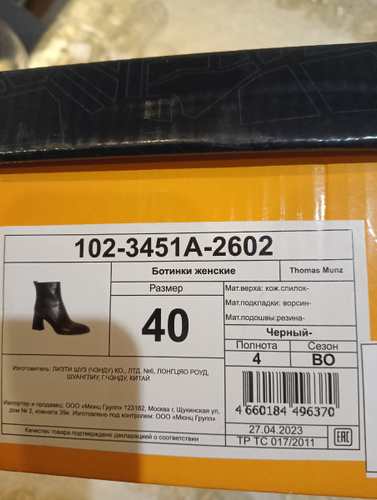 102-3451A-2602
Ботинки женские
Thomas Munz
Размер
40
Мат.верха: кож.спилок-
Мат.подкладки: ворсин-
Мат.подошвы:резина-
Черный-
Полнота Сезон
4 ВО
Изготовитель: ЛИЭТИ ШУЗ (ЧЭНДУ) КО., ЛТД. №6, ЛОНГЦЯО РОУД,
ШУАНГЛИУ, Г.ЧЭНДУ, КИТАЙ
Импортер и продавец: ООО «Мюнц Групп» 123182, Москва г, Щукинская ул,
дом № 2, комната 39в. Изготовлено под контролем: ООО «Мюнц Групп»
Качество товара подтверждено декларацией о соответствии
4 660184 496370
27.04.2023
ТР ТС 017/2011
EAC